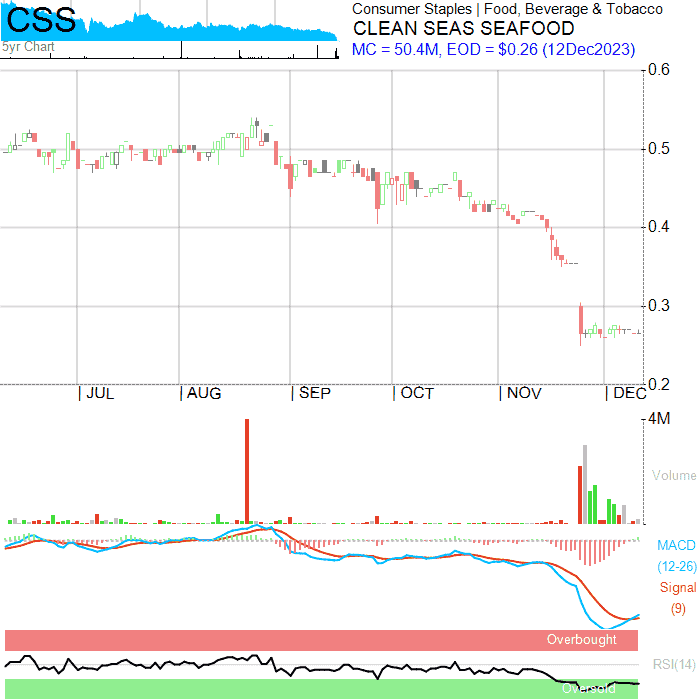 CSS
5yr Chart
Consumer Staples | Food, Beverage & Tobacco
CLEAN SEAS SEAFOOD
MC = 50.4M, EOD = $0.26 (12Dec2023)
0.6
0.5
0.4
0.3
0.2
JUL
AUG
SEP
OCT
NOV
DEC
4M
Volume
MACD
(12-26)
Signal
(9)
Overbought
RSI(14)
Oversold